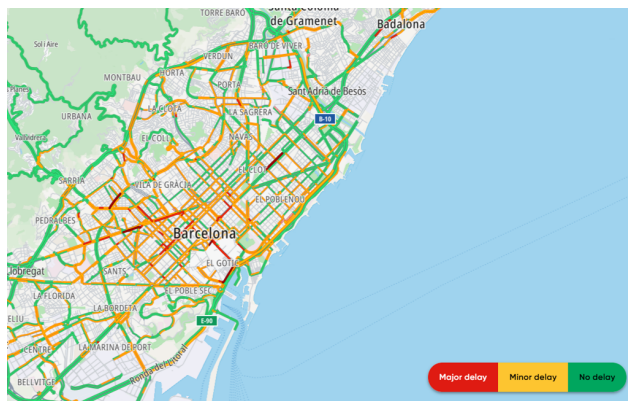 TORRE BARÓ
Santa Coloma
de Gramenet
Badalona
Sol i Aire
VERDUN
BARÓ DE VIVER
HORTA
MONTBAU
PORTA
Sant Adrià de Besòs
LA CLOTA
URBANA
LA SAGRERA
B-10
Vallvidrera
EL COLL
NAVAS
EL CLOT
SARRIÀ
VILA DE GRÀCIA
EL POBLENOU
PEDRALBES
Barcelona
EL GÒTIC
Llobregat
SANTS
LA FLORIDA
EL POBLE SEC
LA BORDETA
E-90
CENTRE
LA MARINA DE PORT
Ronda del Litoral
BELLVITGE
Major delay
Minor delay
No delay